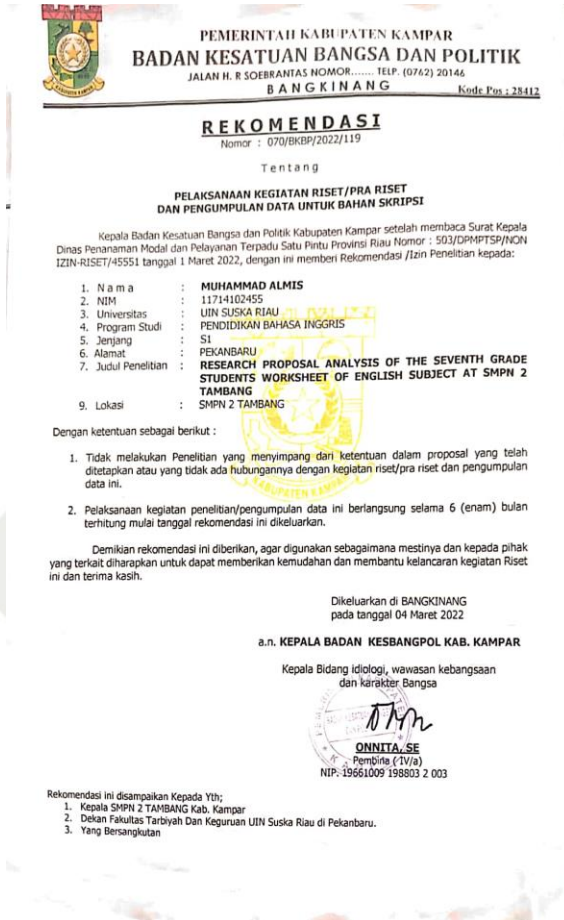 PEMERINTAH KABUPATEN KAMPAR
BADAN KESATUAN BANGSA DAN POLITIK
JALAN H. R SOEBRANTAS NOMOR....... TELP. (0762) 20146
BANGKINANG Kode Pos : 28412
REKOMENDASI
Nomor : 070/BKBP/2022/119
Tentang
PELAKSANAAN KEGIATAN RISET/PRA RISET
DAN PENGUMPULAN DATA UNTUK BAHAN SKRIPSI
Kepala Badan Kesatuan Bangsa dan Politik Kabupaten Kampar setelah membaca Surat Kepala
Dinas Penanaman Modal dan Pelayanan Terpadu Satu Pintu Provinsi Riau Nomor : 503/DPMPTSP/NON
IZIN-RISET/45551 tanggal 1 Maret 2022, dengan ini memberi Rekomendasi /Izin Penelitian kepada:
1. Nama : MUHAMMAD ALMIS
2. NIM : 11714102455
3. Universitas : UIN SUSKA RIAU
4. Program Studi : PENDIDIKAN BAHASA INGGRIS
5. Jenjang : S1
6. Alamat : PEKANBARU
7. Judul Penelitian : RESEARCH PROPOSAL ANALYSIS OF THE SEVENTH GRADE
STUDENTS WORKSHEET OF ENGLISH SUBJECT AT SMPN 2
TAMBANG
9. Lokasi : SMPN 2 TAMBANG
Dengan ketentuan sebagai berikut :
1. Tidak melakukan Penelitian yang menyimpang dari ketentuan dalam proposal yang telah
ditetapkan atau yang tidak ada hubungannya dengan kegiatan riset/pra riset dan pengumpulan
data ini.
KABUPATEN KAMPAR
2. Pelaksanaan kegiatan penelitian/pengumpulan data ini berlangsung selama 6 (enam) bulan
terhitung mulai tanggal rekomendasi ini dikeluarkan.
Demikian rekomendasi ini diberikan, agar digunakan sebagaimana mestinya dan kepada pihak
yang terkait diharapkan untuk dapat memberikan kemudahan dan membantu kelancaran kegiatan Riset
ini dan terima kasih.
Dikeluarkan di BANGKINANG
pada tanggal 04 Maret 2022
a.n. KEPALA BADAN KESBANGPOL KAB. KAMPAR
Kepala Bidang idiologi, wawasan kebangsaan
dan karakter Bangsa
ONNITA, SE
Pembina (IV/a)
NIP. 19661009 198803 2 003
Rekomendasi ini disampaikan Kepada Yth;
1. Kepala SMPN 2 TAMBANG Kab. Kampar
2. Dekan Fakultas Tarbiyah Dan Keguruan UIN Suska Riau di Pekanbaru.
3. Yang Bersangkutan